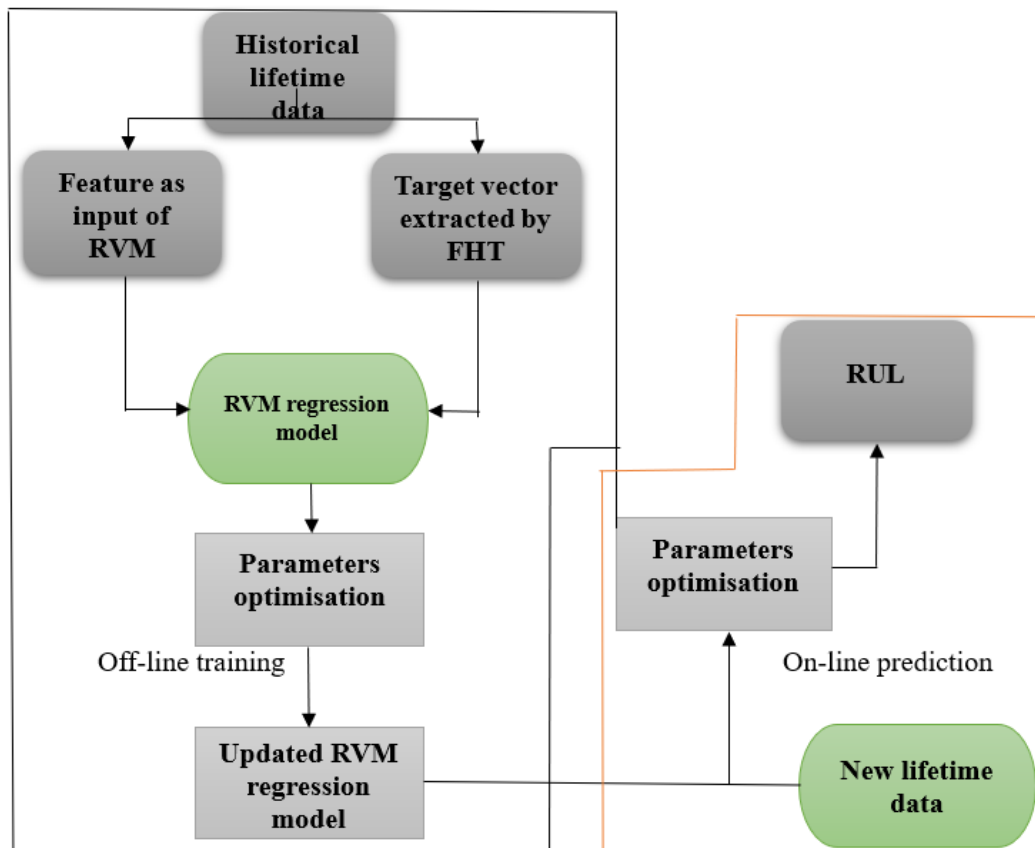 Historical
lifetime
data
Feature as
input of
RVM
Target vector
extracted by
FHT
RVM regression
model
Parameters
optimisation
Off-line training
Updated RVM
regression
model
RUL
Parameters
optimisation
On-line prediction
New lifetime
data